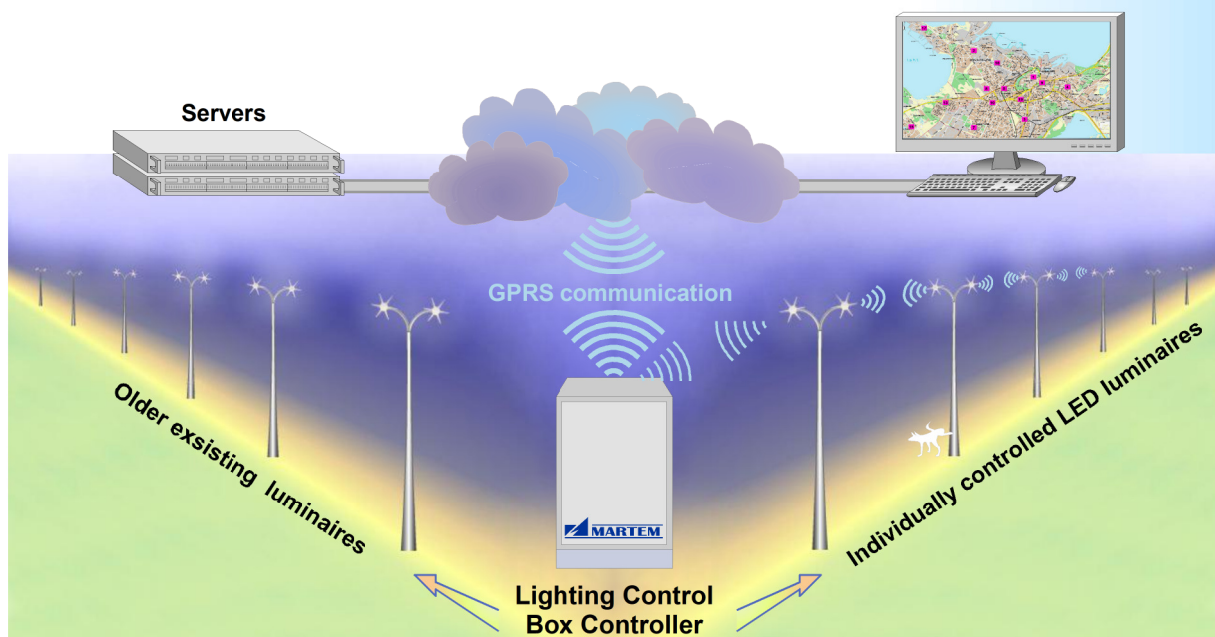 Servers
GPRS communication
Older exsisting luminaires
Individually controlled LED luminaires
MARTEM
Lighting Control
Box Controller